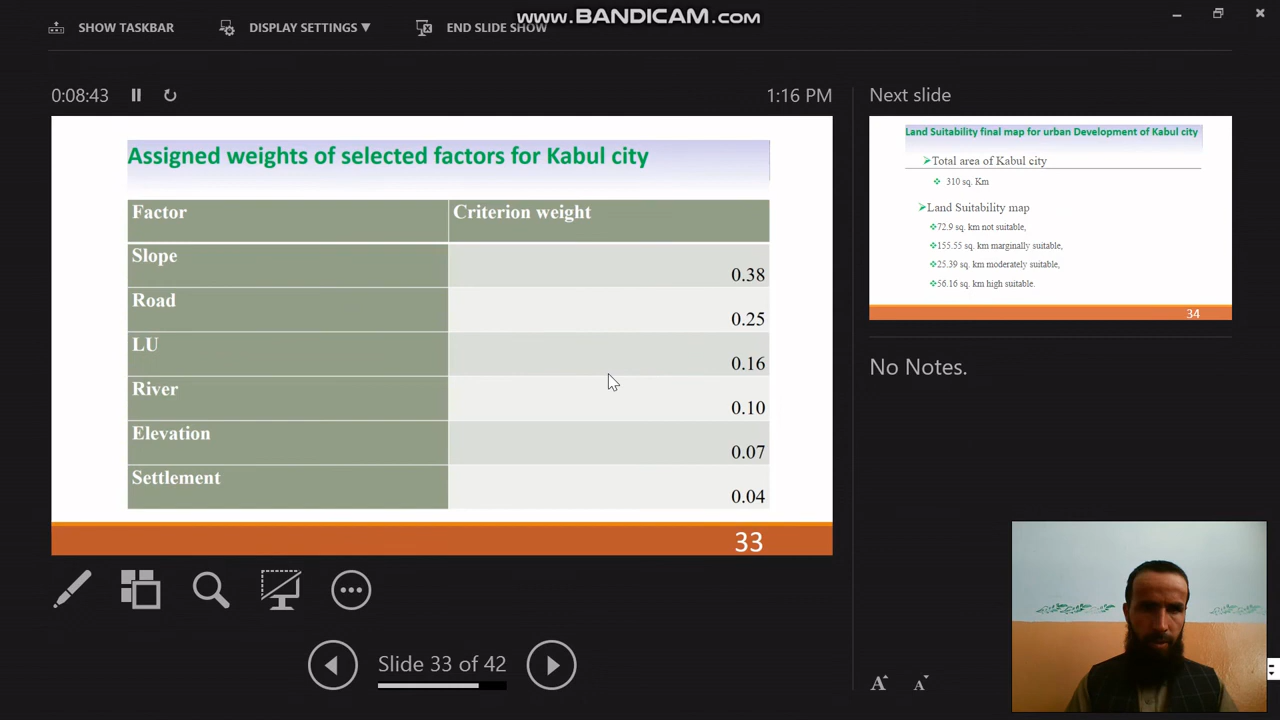 www.BANDICAM.com
SHOW TASKBAR
DISPLAY SETTINGS ▼
END SLIDE SHOW
0:08:43
1:16 PM
Assigned weights of selected factors for Kabul city
Factor Criterion weight
Slope 0.38
Road 0.25
LU 0.16
River 0.10
Elevation 0.07
Settlement 0.04
33
Slide 33 of 42
Next slide
Land Suitability final map for urban Development of Kabul city
➢Total area of Kabul city
❖ 310 sq. Km
➢Land Suitability map
❖72.9 sq. km not suitable,
❖155.55 sq. km marginally suitable,
❖25.39 sq. km moderately suitable,
❖56.16 sq. km high suitable.
34
No Notes.
A A